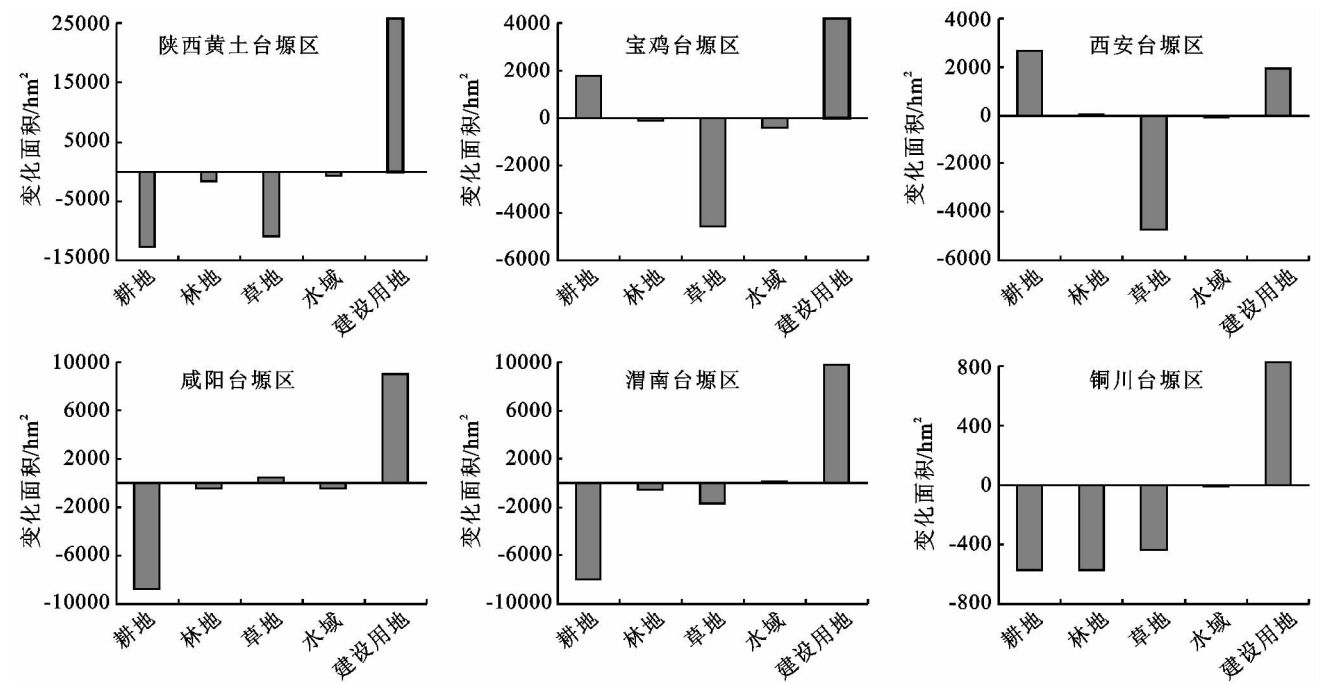 陕西黄土台塬区
变化面积/hm²
25000
15000
5000
-5000
-15000
耕地
林地
草地
水域
建设用地
宝鸡台塬区
变化面积/hm²
4000
2000
0
-2000
-4000
-6000
耕地
林地
草地
水域
建设用地
西安台塬区
变化面积/hm²
4000
2000
0
-2000
-4000
-6000
耕地
林地
草地
水域
建设用地
咸阳台塬区
变化面积/hm²
10000
6000
2000
-2000
-6000
-10000
耕地
林地
草地
水域
建设用地
渭南台塬区
变化面积/hm²
10000
6000
2000
-2000
-6000
-10000
耕地
林地
草地
水域
建设用地
铜川台塬区
变化面积/hm²
800
400
0
-400
-800
耕地
林地
草地
水域
建设用地